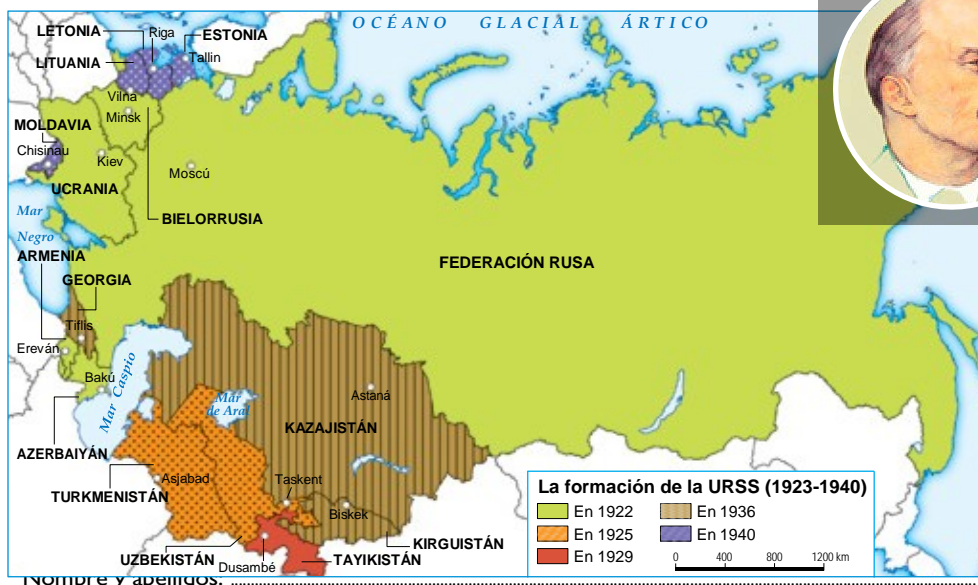 OCÉANO GLACIAL ÁRTICO
LETONIA
Riga
ESTONIA
LITUANIA
Tallin
Vilna
Minsk
MOLDAVIA
Chisinau
Kiev
Moscú
UCRANIA
BIELORRUSIA
Mar
Negro
ARMENIA
FEDERACIÓN RUSA
GEORGIA
Tiflis
Ereván
Mar Caspio
Bakú
Astaná
Mar
de Aral
KAZAJISTÁN
AZERBAIYÁN
Asjabad
Taskent
TURKMENISTÁN
Biskek
KIRGUISTÁN
UZBEKISTÁN
Dusambé
TAYIKISTÁN
La formación de la URSS (1923-1940)
En 1922
En 1936
En 1925
En 1940
En 1929
0 400 800 1200 km
Nombre y apellidos: